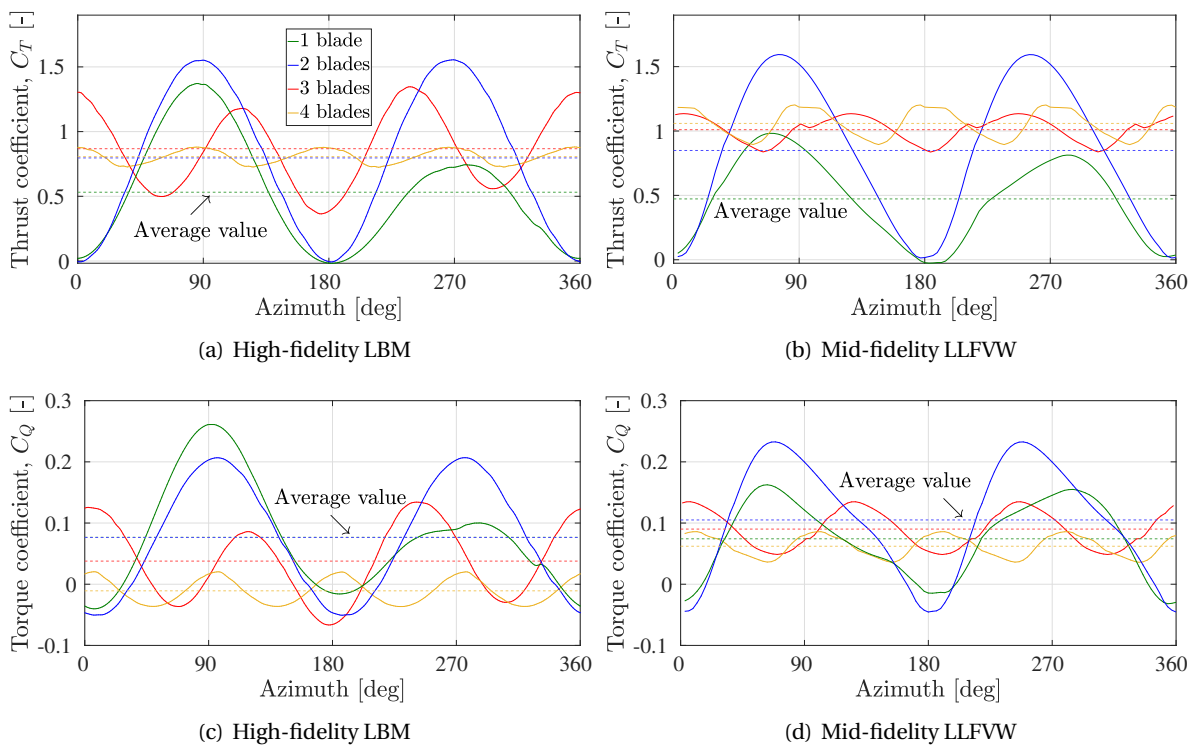 Thrust coefficient, C_T [-]
1.5
1
0.5
0
1 blade
2 blades
3 blades
4 blades
Average value
0 90 180 270 360
Azimuth [deg]
(a) High-fidelity LBM
Thrust coefficient, C_T [-]
1.5
1
0.5
0
Average value
0 90 180 270 360
Azimuth [deg]
(b) Mid-fidelity LLFVW
Torque coefficient, C_Q [-]
0.3
0.2
0.1
0
-0.1
Average value
0 90 180 270 360
Azimuth [deg]
(c) High-fidelity LBM
Torque coefficient, C_Q [-]
0.3
0.2
0.1
0
-0.1
Average value
0 90 180 270 360
Azimuth [deg]
(d) Mid-fidelity LLFVW